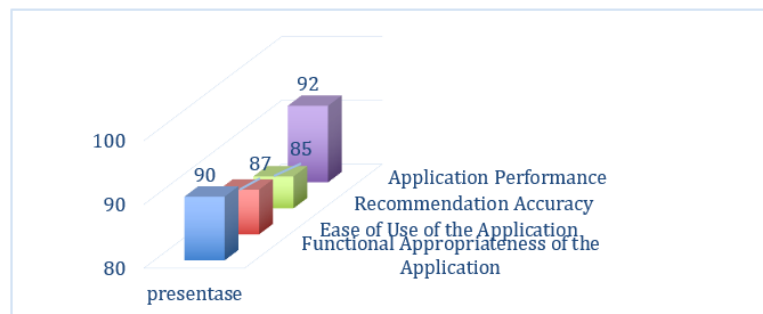 92
100
87
85
90
90
80
Application Performance
Recommendation Accuracy
Ease of Use of the Application
Functional Appropriateness of the
Application
presentase